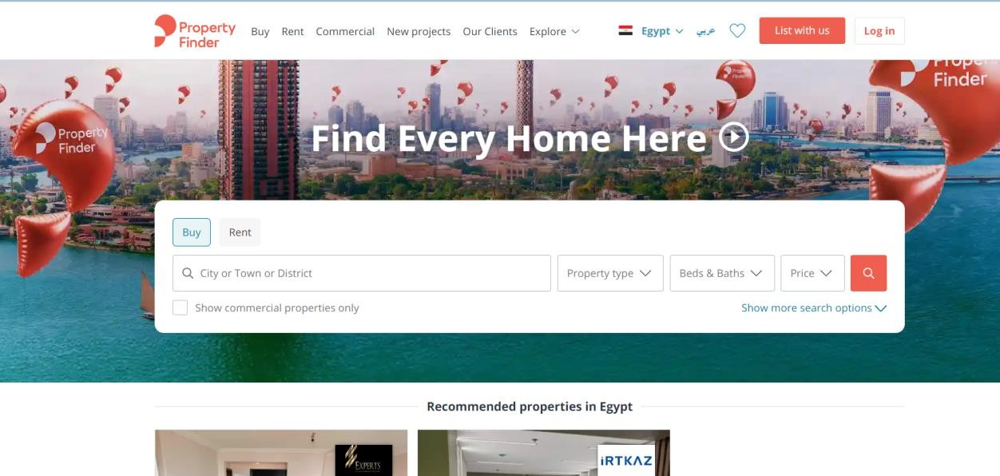 Property
Finder
Buy
Rent
Commercial
New projects
Our Clients
Explore
Egypt
عربي
List with us
Log in
Property
Finder
Property
Finder
Property
Finder
Find Every Home Here
Buy
Rent
City or Town or District
Property type
Beds & Baths
Price
Show commercial properties only
Show more search options
Recommended properties in Egypt
EXPERTS
iRTKAZ